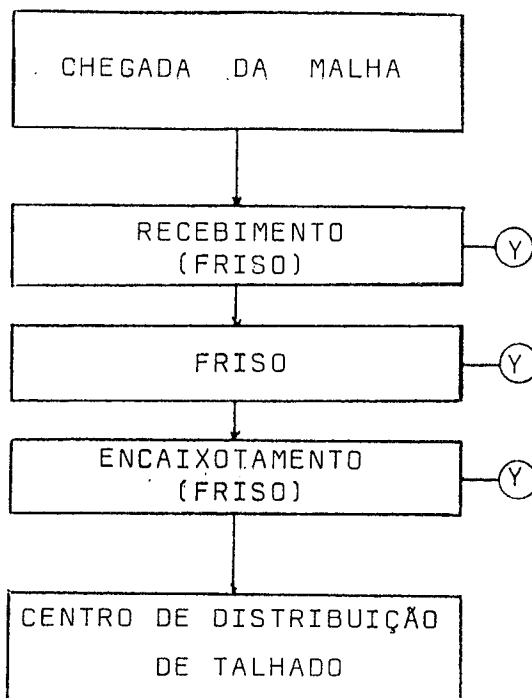 CHEGADA DA MALHA
RECEBIMENTO
(FRISO)
Y
FRISO
Y
ENCAIXOTAMENTO
(FRISO)
Y
CENTRO DE DISTRIBUIÇÃO
DE TALHADO